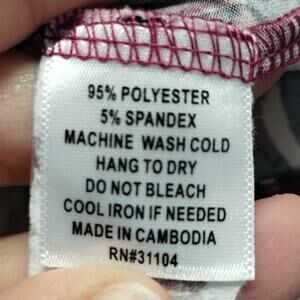 95% POLYESTER
5% SPANDEX
MACHINE WASH COLD
HANG TO DRY
DO NOT BLEACH
COOL IRON IF NEEDED
MADE IN CAMBODIA
RN#31104